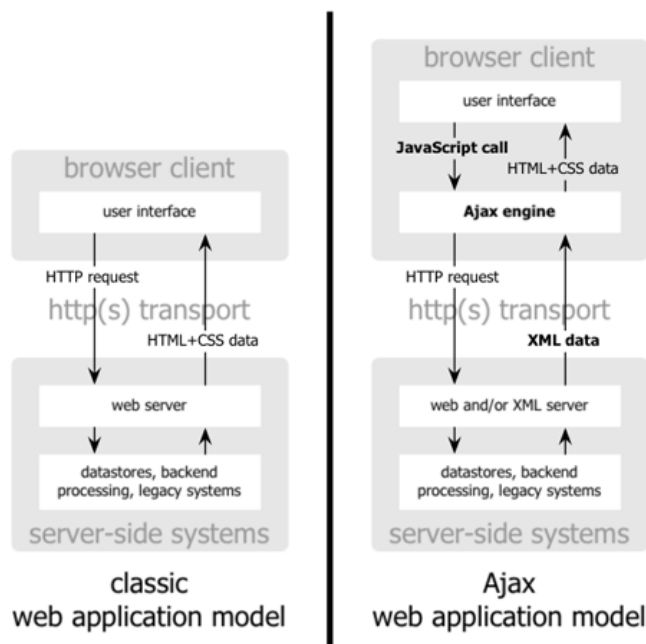 browser client
user interface
HTTP request
http(s) transport
HTML+CSS data
web server
datastores, backend
processing, legacy systems
server-side systems
classic
web application model
browser client
user interface
JavaScript call
HTML+CSS data
Ajax engine
HTTP request
http(s) transport
XML data
web and/or XML server
datastores, backend
processing, legacy systems
server-side systems
Ajax
web application model